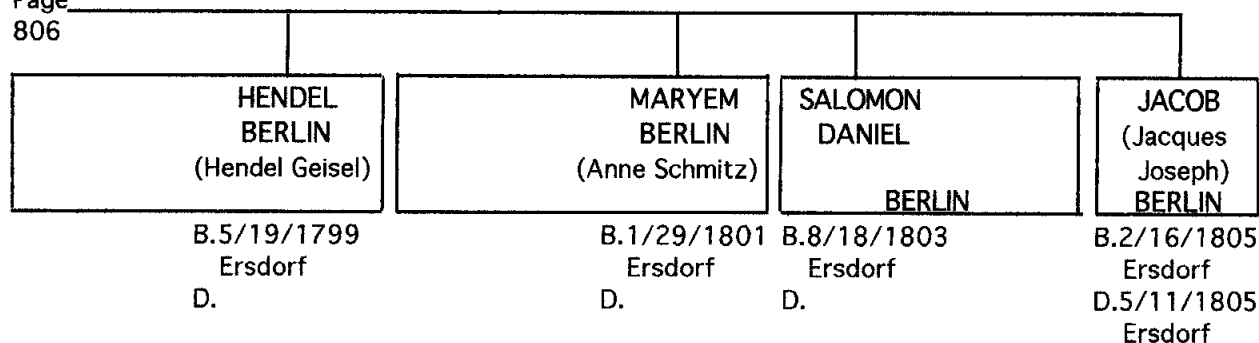 Page
806
HENDEL
BERLIN
(Hendel Geisel)
B.5/19/1799
Ersdorf
D.
MARYEM
BERLIN
(Anne Schmitz)
B.1/29/1801
Ersdorf
D.
SALOMON
DANIEL
BERLIN
B.8/18/1803
Ersdorf
D.
JACOB
(Jacques
Joseph)
BERLIN
B.2/16/1805
Ersdorf
D.5/11/1805
Ersdorf